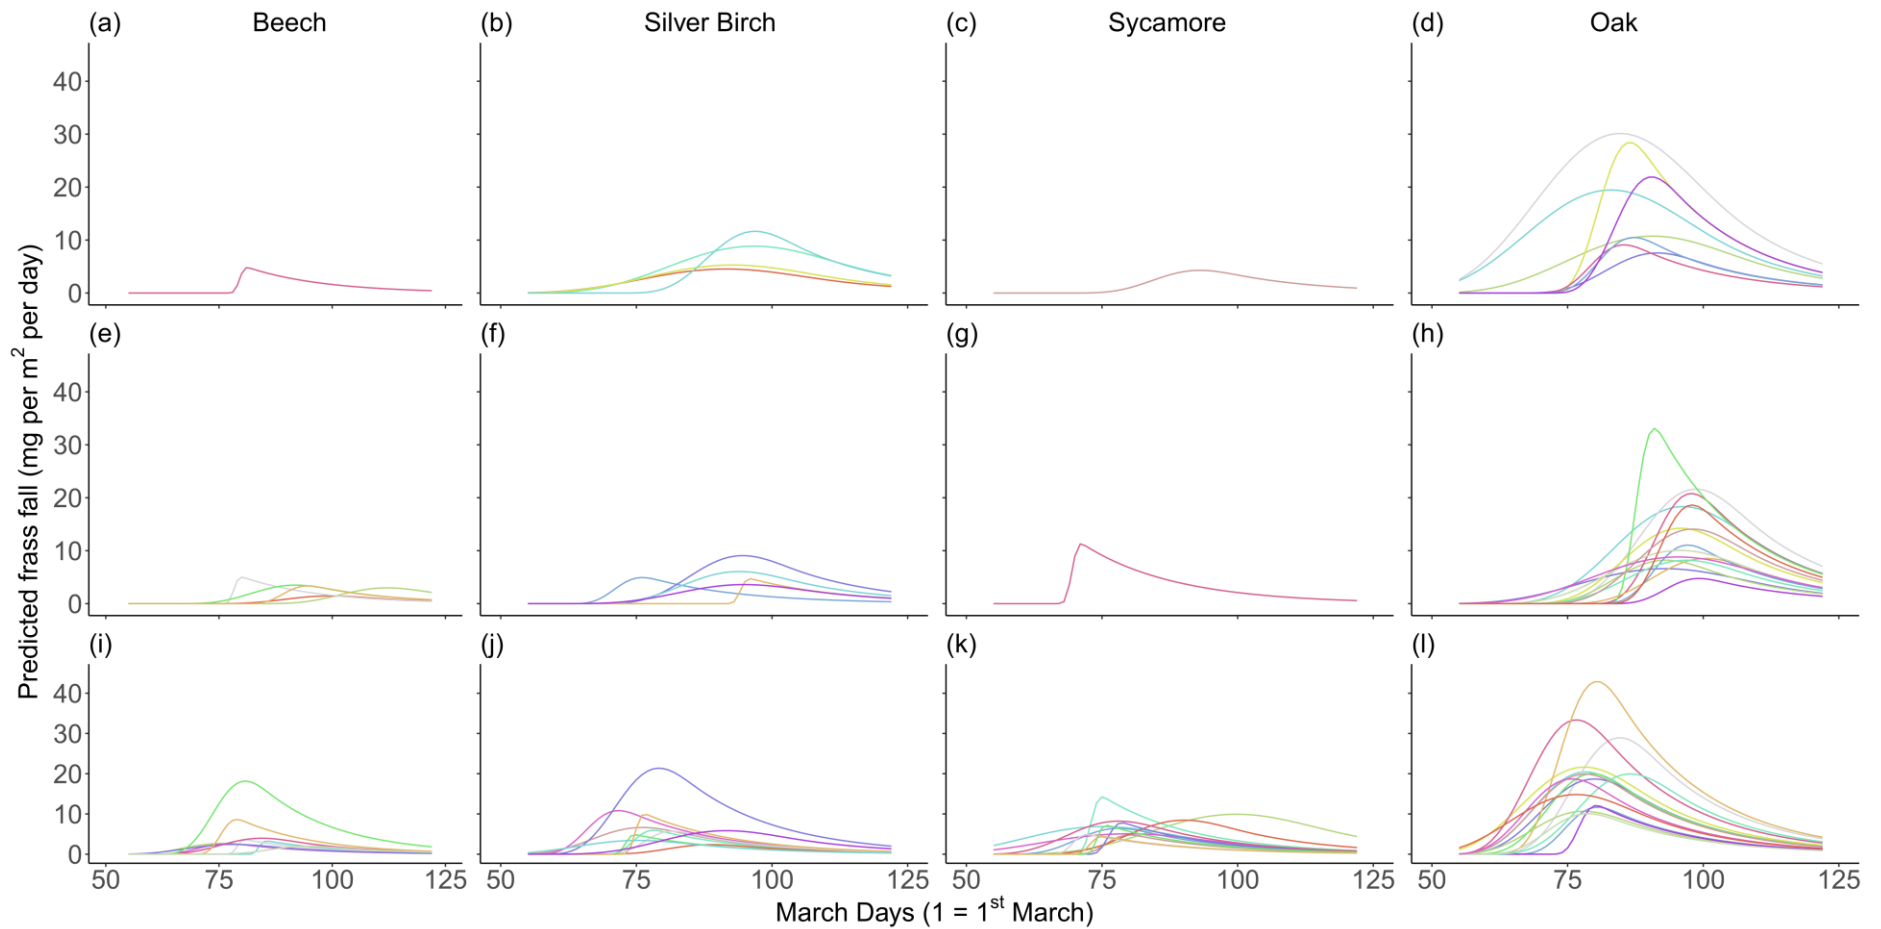 (a) Beech (b) Silver Birch (c) Sycamore (d) Oak
40
30
20
10
0
(e) (f) (g) (h)
40
30
20
10
0
(i) (j) (k) (l)
40
30
20
10
0
50 75 100 125 50 75 100 125 50 75 100 125 50 75 100 125
March Days (1 = 1st March)
Predicted frass fall (mg per m2 per day)